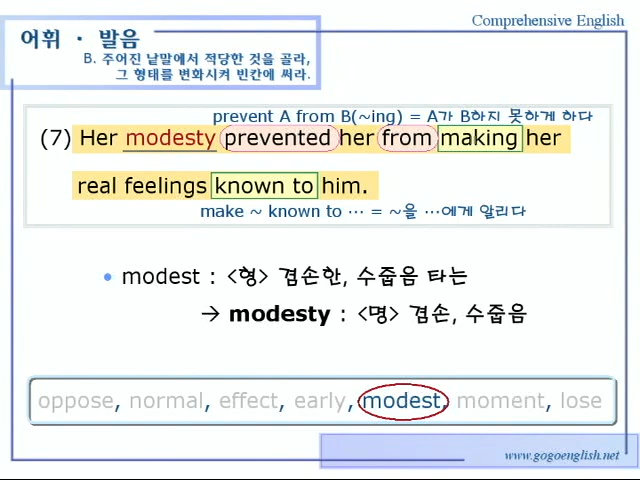 Comprehensive English
어휘 · 발음
B. 주어진 낱말에서 적당한 것을 골라,
그 형태를 변화시켜 빈칸에 써라.
prevent A from B(~ing) = A가 B하지 못하게 하다
(7) Her modesty prevented her from making her
real feelings known to him.
make ~ known to … = ~을 …에게 알리다
• modest : <형> 겸손한, 수줍음 타는
→ modesty : <명> 겸손, 수줍음
oppose, normal, effect, early, modest, moment, lose
www.gogoenglish.net